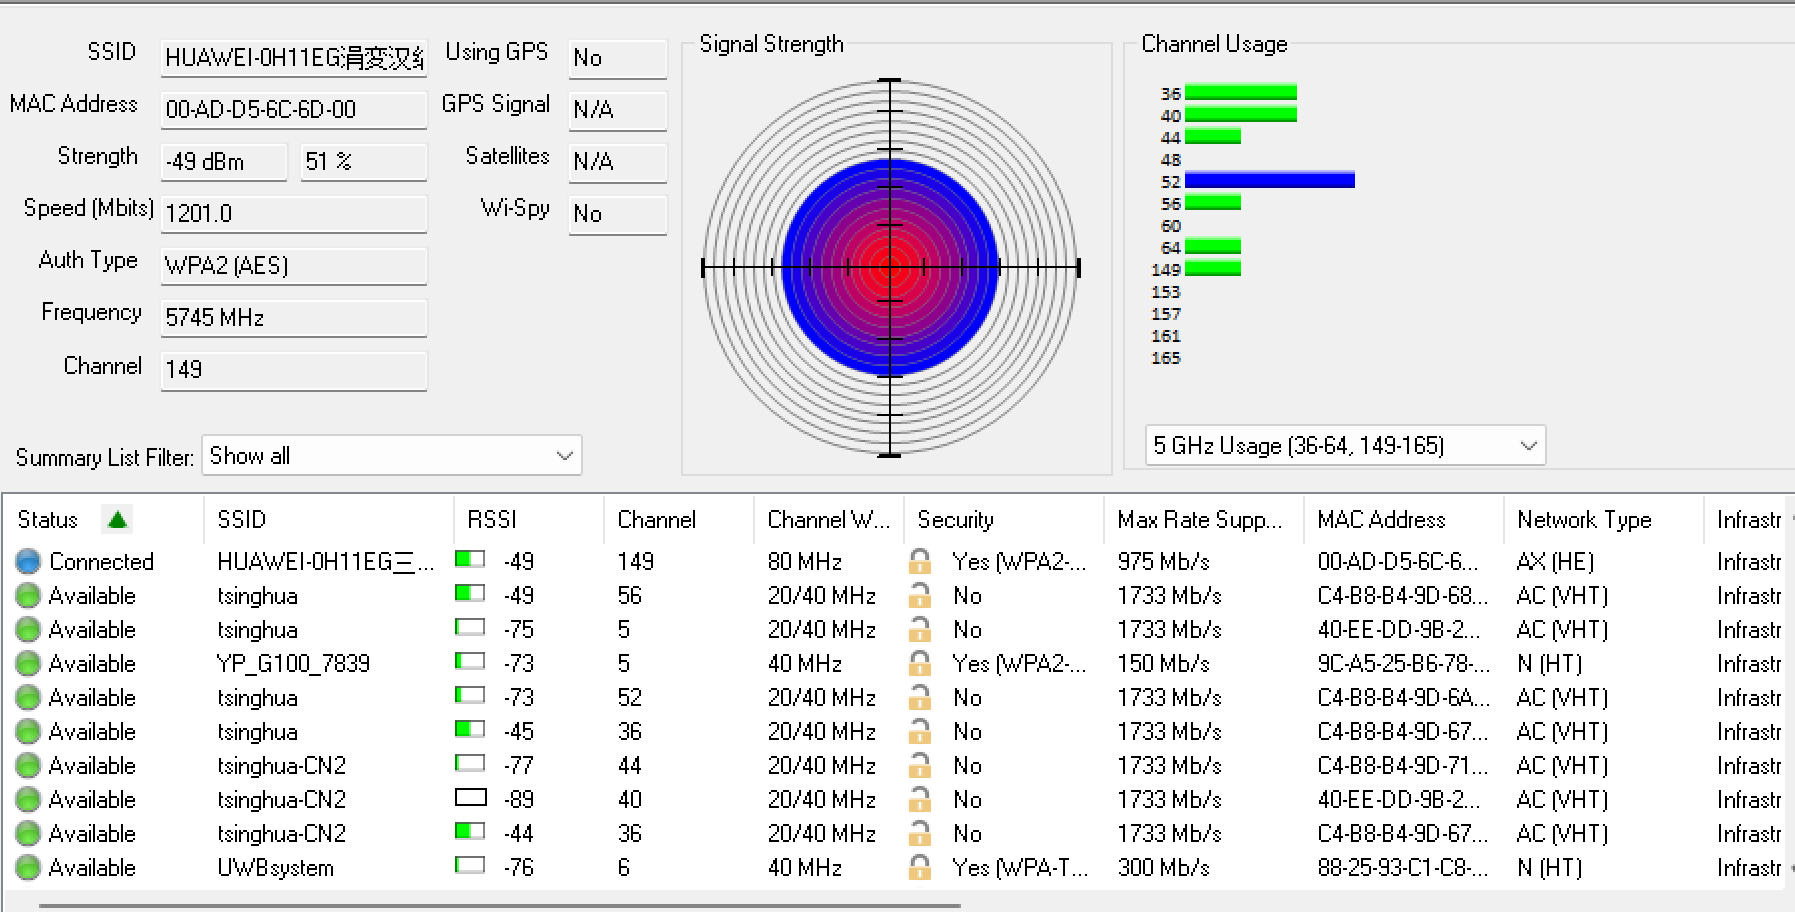 SSID HUAWEI-0H11EG涓変汉 Using GPS No
MAC Address 00-AD-D5-6C-6D-00 GPS Signal N/A
Strength -49 dBm 51 % Satellites N/A
Speed (Mbits) 1201.0 Wi-Spy No
Auth Type WPA2 (AES)
Frequency 5745 MHz
Channel 149
Summary List Filter: Show all
Signal Strength
Channel Usage
36
40
44
48
52
56
60
64
149
153
157
161
165
5 GHz Usage (36-64, 149-165)
Status SSID RSSI Channel Channel W... Security Max Rate Supp... MAC Address Network Type Infrastr
Connected HUAWEI-0H11EG三... -49 149 80 MHz Yes (WPA2-... 975 Mb/s 00-AD-D5-6C-6... AX (HE) Infrastr
Available tsinghua -49 56 20/40 MHz No 1733 Mb/s C4-B8-B4-9D-68... AC (VHT) Infrastr
Available tsinghua -75 5 20/40 MHz No 1733 Mb/s 40-EE-DD-9B-2... AC (VHT) Infrastr
Available YP_G100_7839 -73 5 40 MHz Yes (WPA2-... 150 Mb/s 9C-A5-25-B6-78-... N (HT) Infrastr
Available tsinghua -73 52 20/40 MHz No 1733 Mb/s C4-B8-B4-9D-6A... AC (VHT) Infrastr
Available tsinghua -45 36 20/40 MHz No 1733 Mb/s C4-B8-B4-9D-67... AC (VHT) Infrastr
Available tsinghua-CN2 -77 44 20/40 MHz No 1733 Mb/s C4-B8-B4-9D-71... AC (VHT) Infrastr
Available tsinghua-CN2 -89 40 20/40 MHz No 1733 Mb/s 40-EE-DD-9B-2... AC (VHT) Infrastr
Available tsinghua-CN2 -44 36 20/40 MHz No 1733 Mb/s C4-B8-B4-9D-67... AC (VHT) Infrastr
Available UWBsystem -76 6 40 MHz Yes (WPA-T... 300 Mb/s 88-25-93-C1-C8-... N (HT) Infrastr